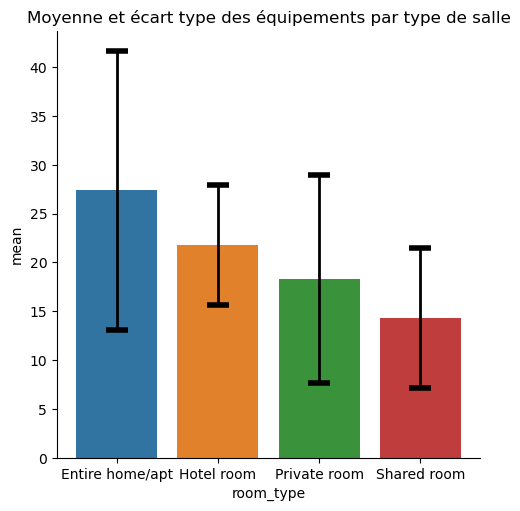 Moyenne et écart type des équipements par type de salle
40
35
30
25
20
15
10
5
0
mean
Entire home/apt Hotel room Private room Shared room
room_type